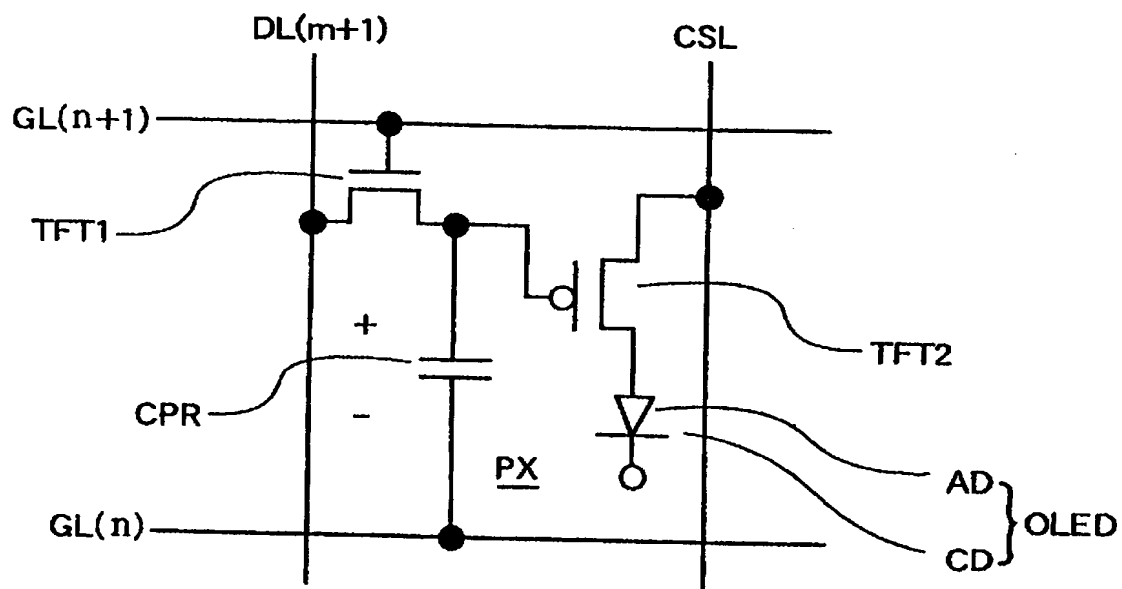 DL(m+1)
CSL
GL(n+1)
TFT1
+
TFT2
CPR
-
PX
AD
OLED
GL(n)
CD